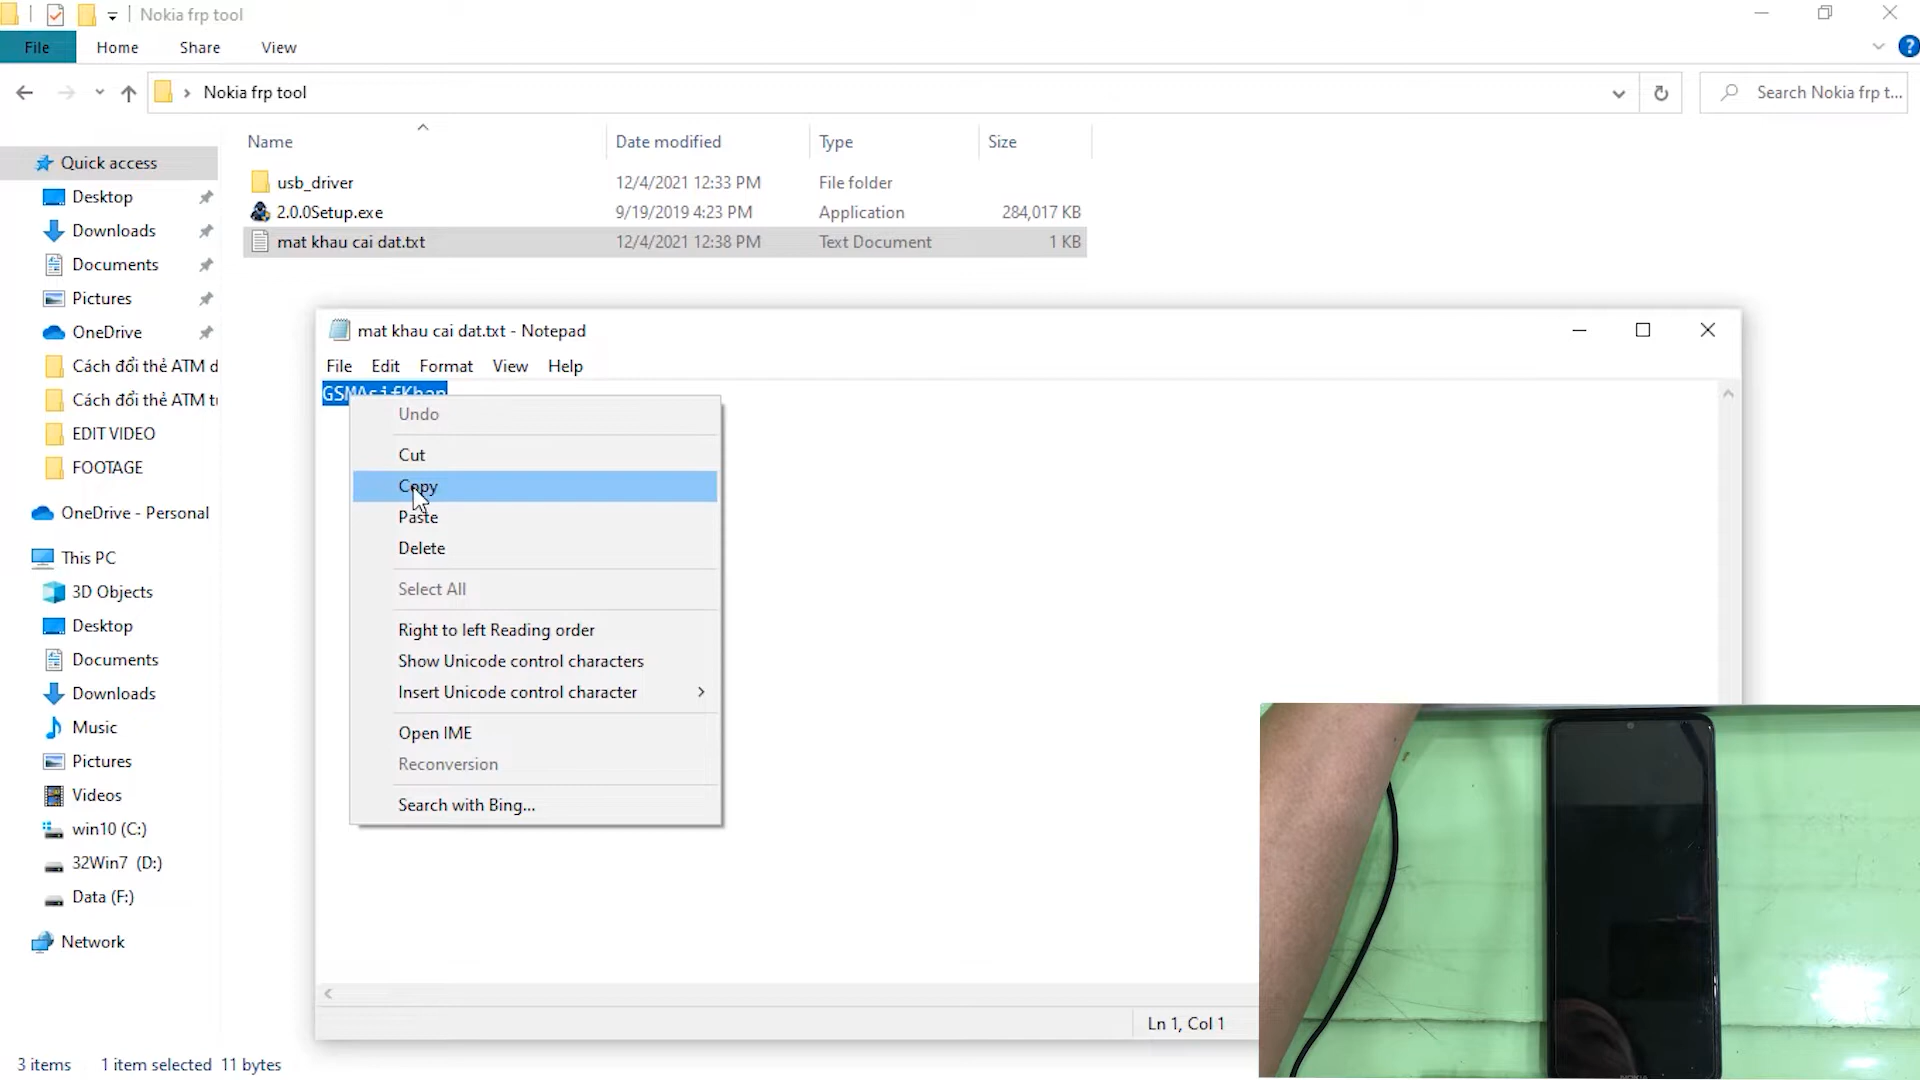 Nokia frp tool
File Home Share View
Nokia frp tool
Search Nokia frp t...
Name Date modified Type Size
usb_driver 12/4/2021 12:33 PM File folder
2.0.0Setup.exe 9/19/2019 4:23 PM Application 284,017 KB
mat khau cai dat.txt 12/4/2021 12:38 PM Text Document 1 KB
Quick access
Desktop
Downloads
Documents
Pictures
OneDrive
Cách đổi thẻ ATM d
Cách đổi thẻ ATM tu
EDIT VIDEO
FOOTAGE
OneDrive - Personal
This PC
3D Objects
Desktop
Documents
Downloads
Music
Pictures
Videos
win10 (C:)
32Win7 (D:)
Data (F:)
Network
mat khau cai dat.txt - Notepad
File Edit Format View Help
GSMAsifKhan
Undo
Cut
Copy
Paste
Delete
Select All
Right to left Reading order
Show Unicode control characters
Insert Unicode control character
Open IME
Reconversion
Search with Bing...
Ln 1, Col 1
3 items 1 item selected 11 bytes
NOKIA